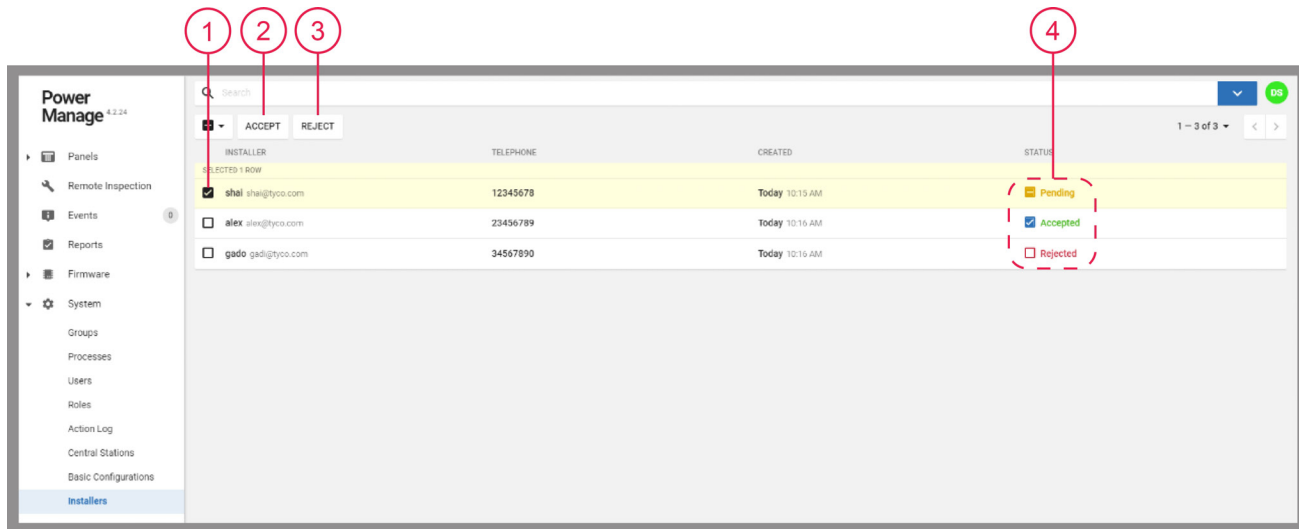 1 2 3 4
Power
Manage 4.2.24
Search
DS
ACCEPT REJECT
1 – 3 of 3
INSTALLER TELEPHONE CREATED STATUS
SELECTED 1 ROW
shai shai@tyco.com 12345678 Today 10:15 AM Pending
alex alex@tyco.com 23456789 Today 10:16 AM Accepted
gado gadi@tyco.com 34567890 Today 10:16 AM Rejected
Panels
Remote Inspection
Events 0
Reports
Firmware
System
Groups
Processes
Users
Roles
Action Log
Central Stations
Basic Configurations
Installers